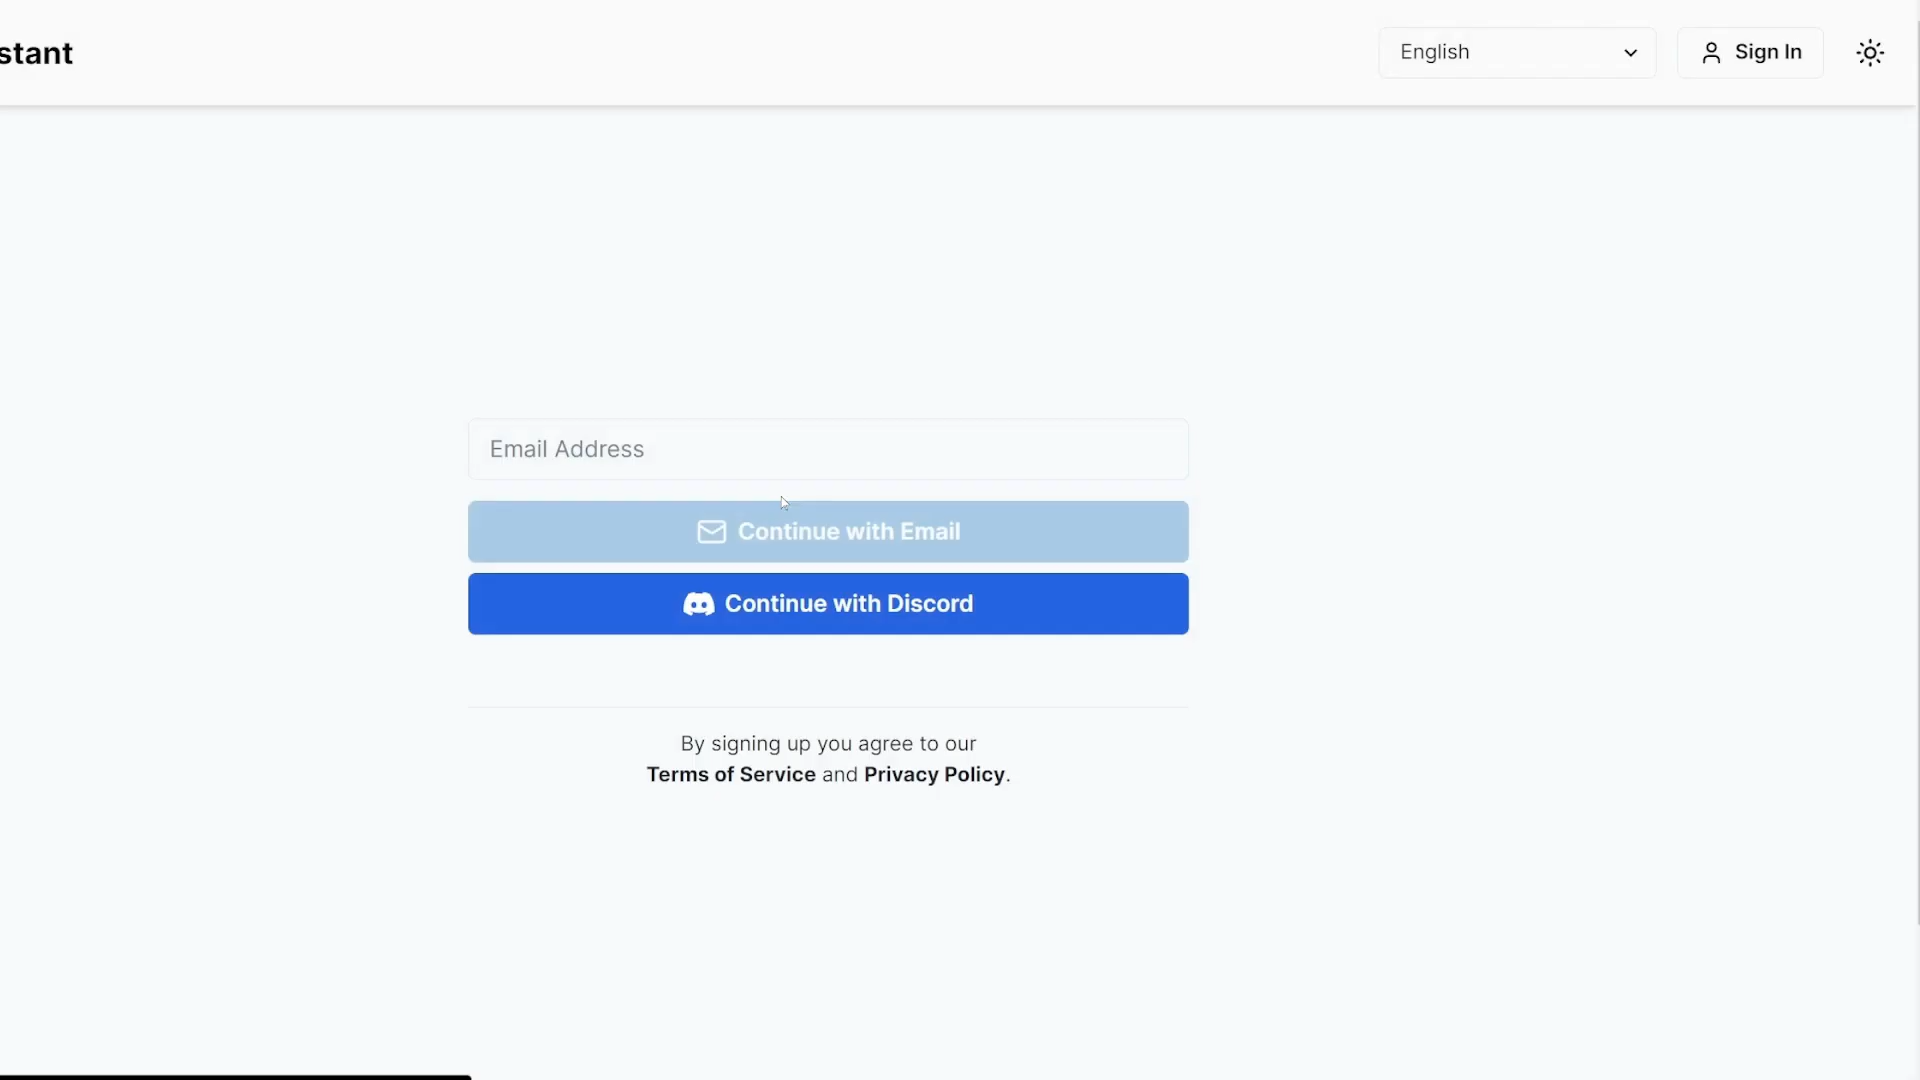 stant
English
Sign In
Email Address
Continue with Email
Continue with Discord
By signing up you agree to our
Terms of Service and Privacy Policy.